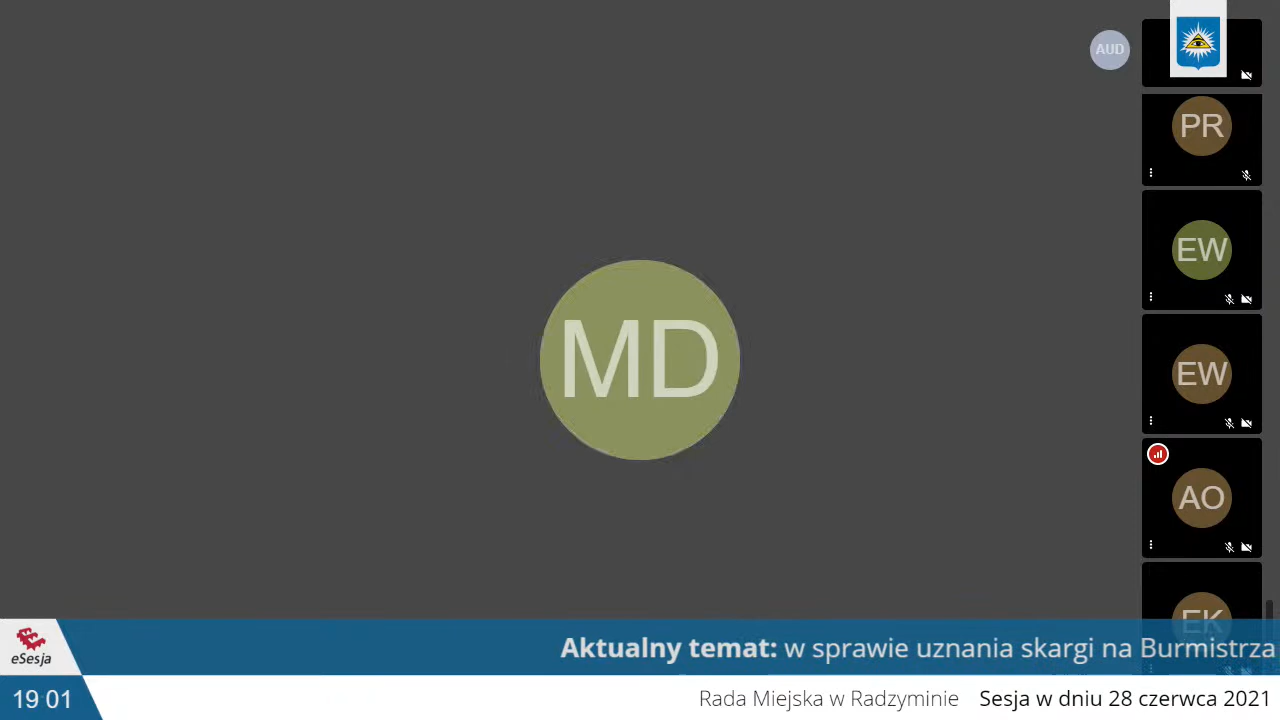 AUD
PR
EW
EW
MD
AO
EK
Aktualny temat: w sprawie uznania skargi na Burmistrza
eSesja
19 01
Rada Miejska w Radzyminie Sesja w dniu 28 czerwca 2021